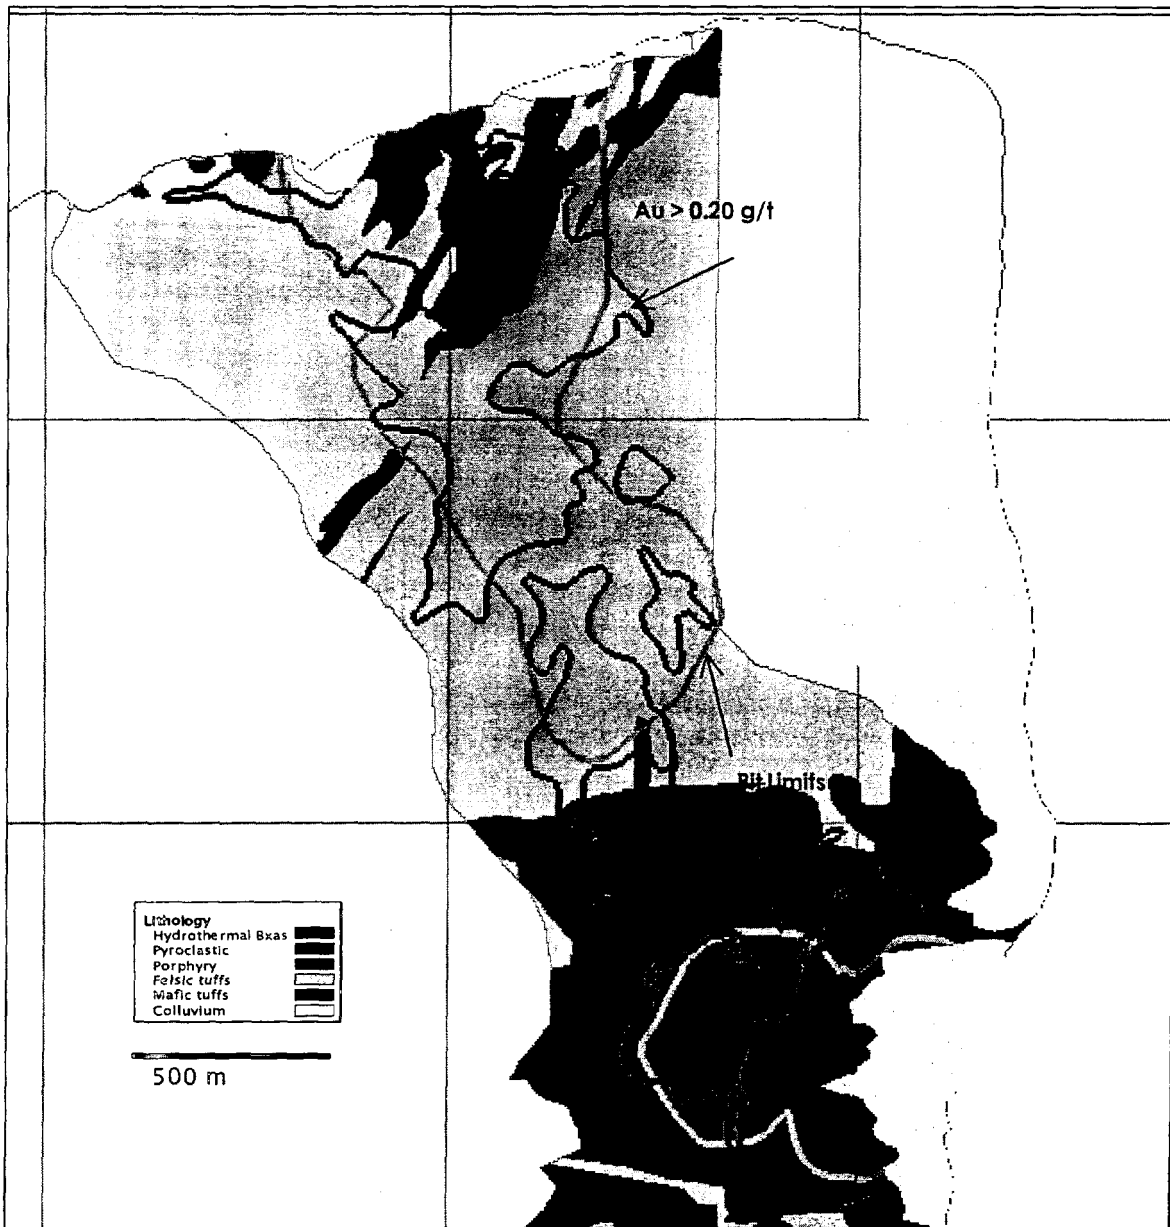 Au > 0.20 g/t
Pit Limits
Lithology
Hydrothermal Bxas
Pyroclastic
Porphyry
Felsic tuffs
Mafic tuffs
Colluvium
500 m